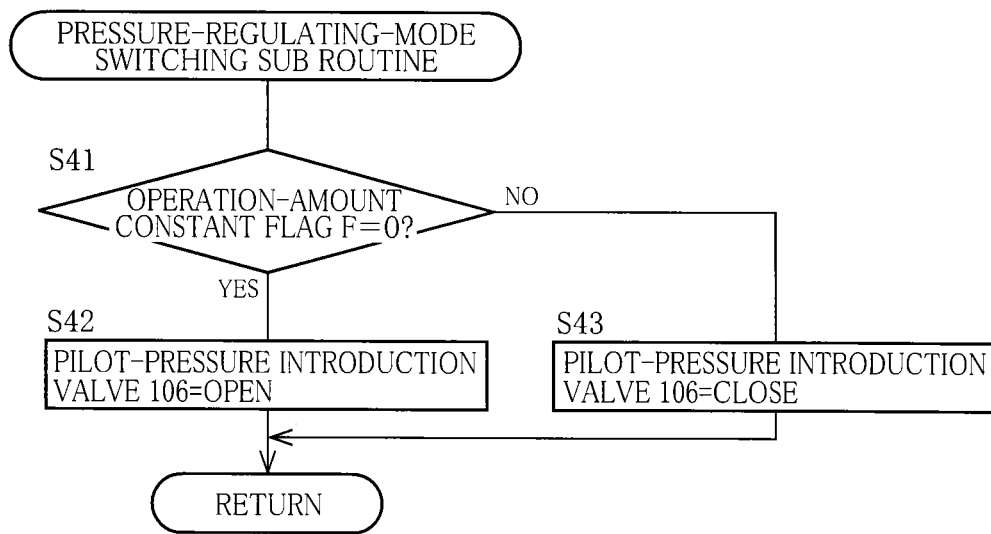 PRESSURE-REGULATING-MODE
SWITCHING SUB ROUTINE
S41
OPERATION-AMOUNT
CONSTANT FLAG F=0?
NO
YES
S42
PILOT-PRESSURE INTRODUCTION
VALVE 106=OPEN
S43
PILOT-PRESSURE INTRODUCTION
VALVE 106=CLOSE
RETURN